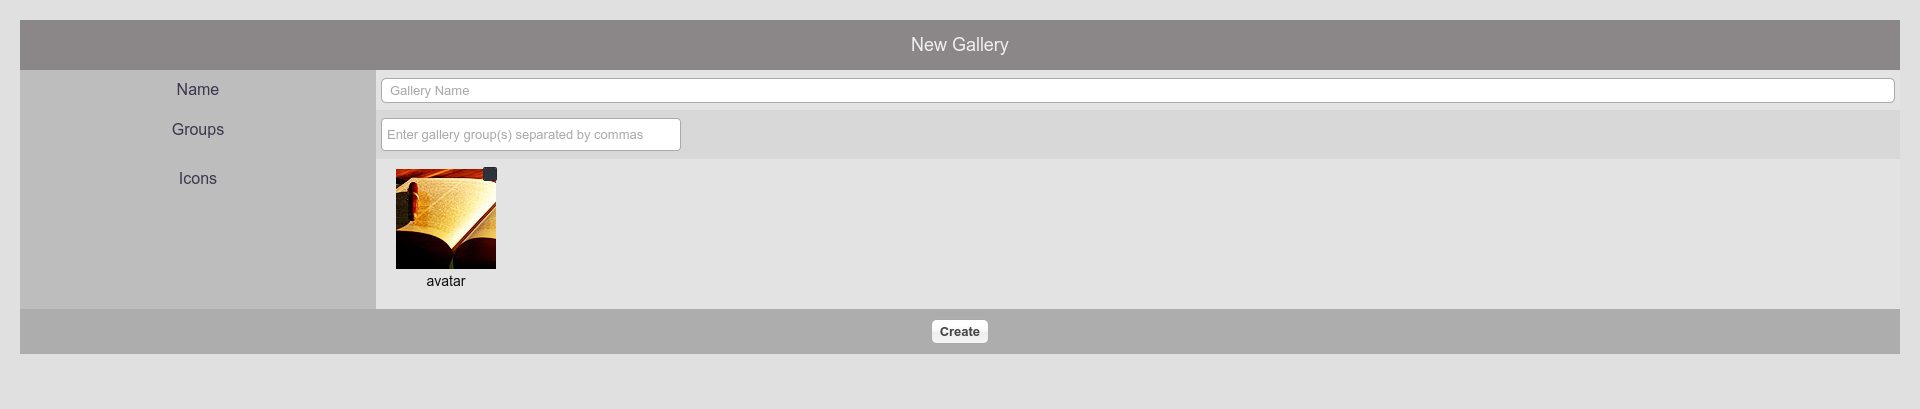 New Gallery
Name
Gallery Name
Groups
Enter gallery group(s) separated by commas
Icons
avatar
Create